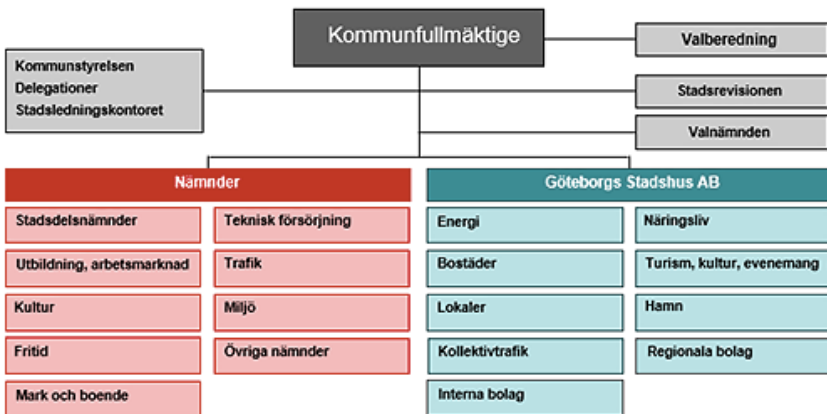 Kommunfullmäktige
Valberedning
Kommunstyrelsen
Delegationer
Stadsledningskontoret
Stadsrevisionen
Valnämnden
Nämnder
Göteborgs Stadshus AB
Stadsdelsnämnder
Teknisk försörjning
Energi
Näringsliv
Utbildning, arbetsmarknad
Trafik
Bostäder
Turism, kultur, evenemang
Kultur
Miljö
Lokaler
Hamn
Fritid
Övriga nämnder
Kollektivtrafik
Regionala bolag
Mark och boende
Interna bolag